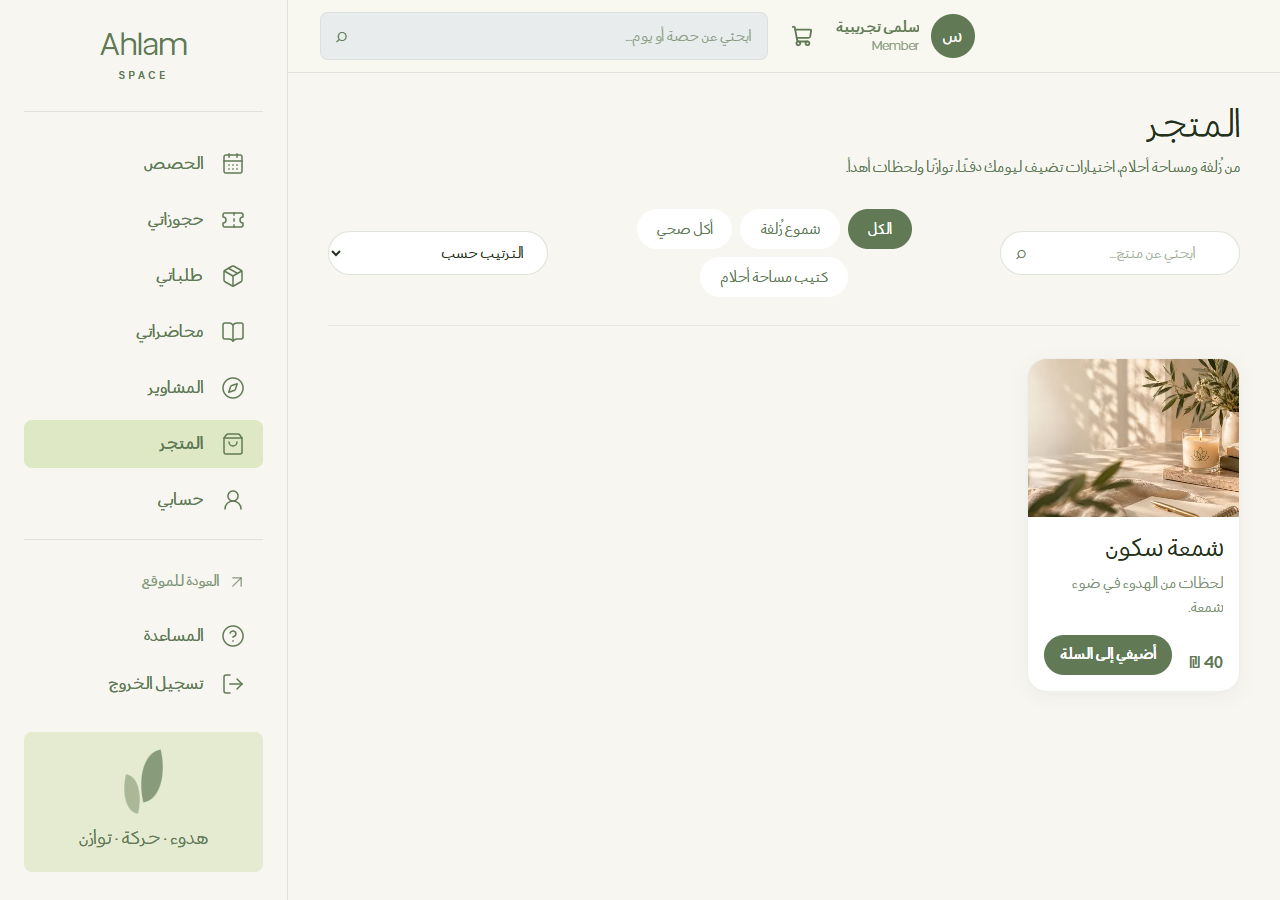 Ahlam
SPACE
الحصص
حجوزاتي
طلباتي
محاضراتي
المشاوير
المتجر
حسابي
العودة للموقع
المساعدة
تسجيل الخروج
هدوء · حركة · توازن
س
سلمى تجريبية
Member
ابحثي عن حصة أو يوم...
المتجر
من زُلفة ومساحة أحلام، اختيارات تضيف ليومك دفئًا، توازنًا ولحظات أهدأ.
ابحثي عن منتج...
الكل
شموع زُلفة
أكل صحي
كتيب مساحة أحلام
الترتيب حسب
شمعة سكون
لحظات من الهدوء في ضوء
شمعة.
40 ₪
أضيفي إلى السلة